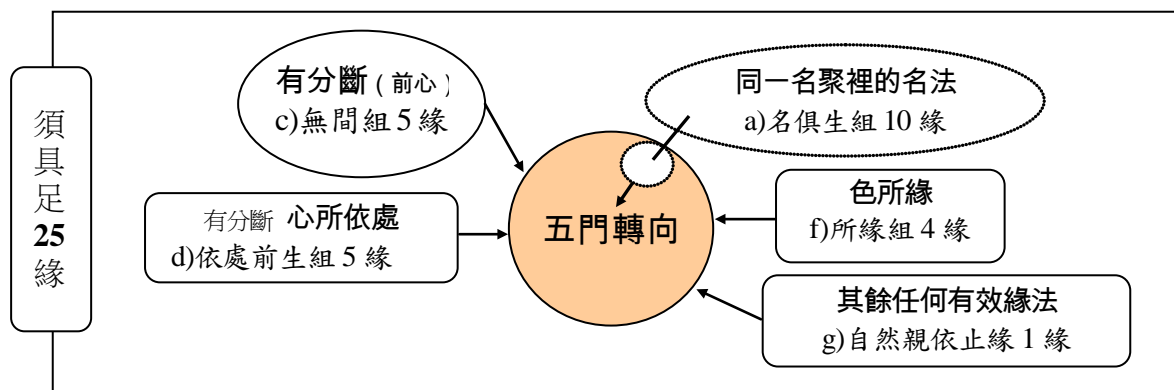 須具足25緣
有分斷（前心）
c)無間組 5 緣
同一名聚裡的名法
a)名俱生組 10 緣
有分斷 心所依處
d)依處前生組 5 緣
五門轉向
色所緣
f)所緣組 4 緣
其餘任何有效緣法
g)自然親依止緣 1 緣